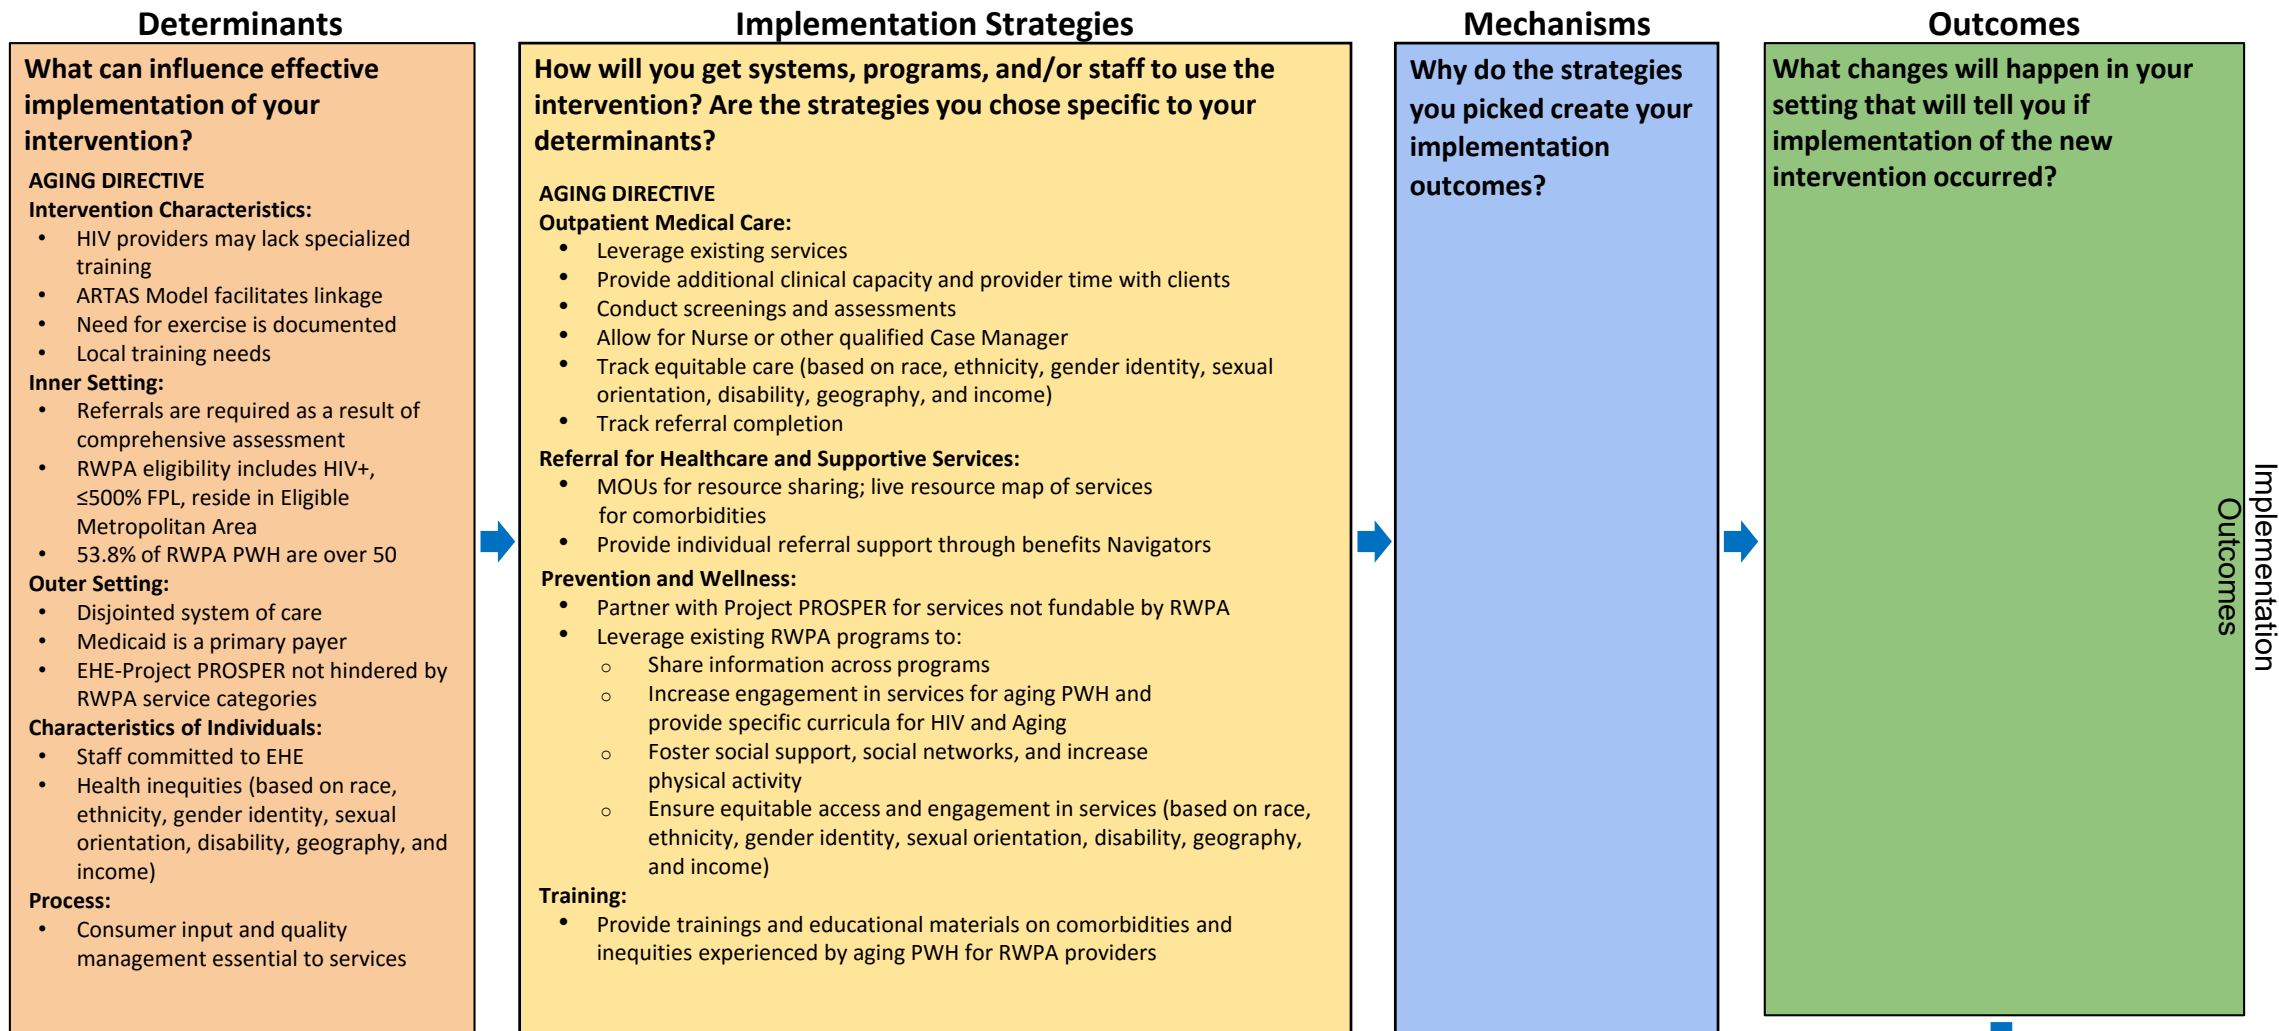 Determinants
What can influence effective
implementation of your
intervention?
AGING DIRECTIVE
Intervention Characteristics:
• HIV providers may lack specialized
training
• ARTAS Model facilitates linkage
• Need for exercise is documented
• Local training needs
Inner Setting:
• Referrals are required as a result of
comprehensive assessment
• RWPA eligibility includes HIV+,
≤500% FPL, reside in Eligible
Metropolitan Area
• 53.8% of RWPA PWH are over 50
Outer Setting:
• Disjointed system of care
• Medicaid is a primary payer
• EHE-Project PROSPER not hindered by
RWPA service categories
Characteristics of Individuals:
• Staff committed to EHE
• Health inequities (based on race,
ethnicity, gender identity, sexual
orientation, disability, geography, and
income)
Process:
• Consumer input and quality
management essential to services
Implementation Strategies
How will you get systems, programs, and/or staff to use the
intervention? Are the strategies you chose specific to your
determinants?
AGING DIRECTIVE
Outpatient Medical Care:
• Leverage existing services
• Provide additional clinical capacity and provider time with clients
• Conduct screenings and assessments
• Allow for Nurse or other qualified Case Manager
• Track equitable care (based on race, ethnicity, gender identity, sexual
orientation, disability, geography, and income)
• Track referral completion
Referral for Healthcare and Supportive Services:
• MOUs for resource sharing; live resource map of services
for comorbidities
• Provide individual referral support through benefits Navigators
Prevention and Wellness:
• Partner with Project PROSPER for services not fundable by RWPA
• Leverage existing RWPA programs to:
o Share information across programs
o Increase engagement in services for aging PWH and
provide specific curricula for HIV and Aging
o Foster social support, social networks, and increase
physical activity
o Ensure equitable access and engagement in services (based on race,
ethnicity, gender identity, sexual orientation, disability, geography,
and income)
Training:
• Provide trainings and educational materials on comorbidities and
inequities experienced by aging PWH for RWPA providers
Mechanisms
Why do the strategies
you picked create your
implementation
outcomes?
Outcomes
What changes will happen in your
setting that will tell you if
implementation of the new
intervention occurred?
Implementation
Outcomes